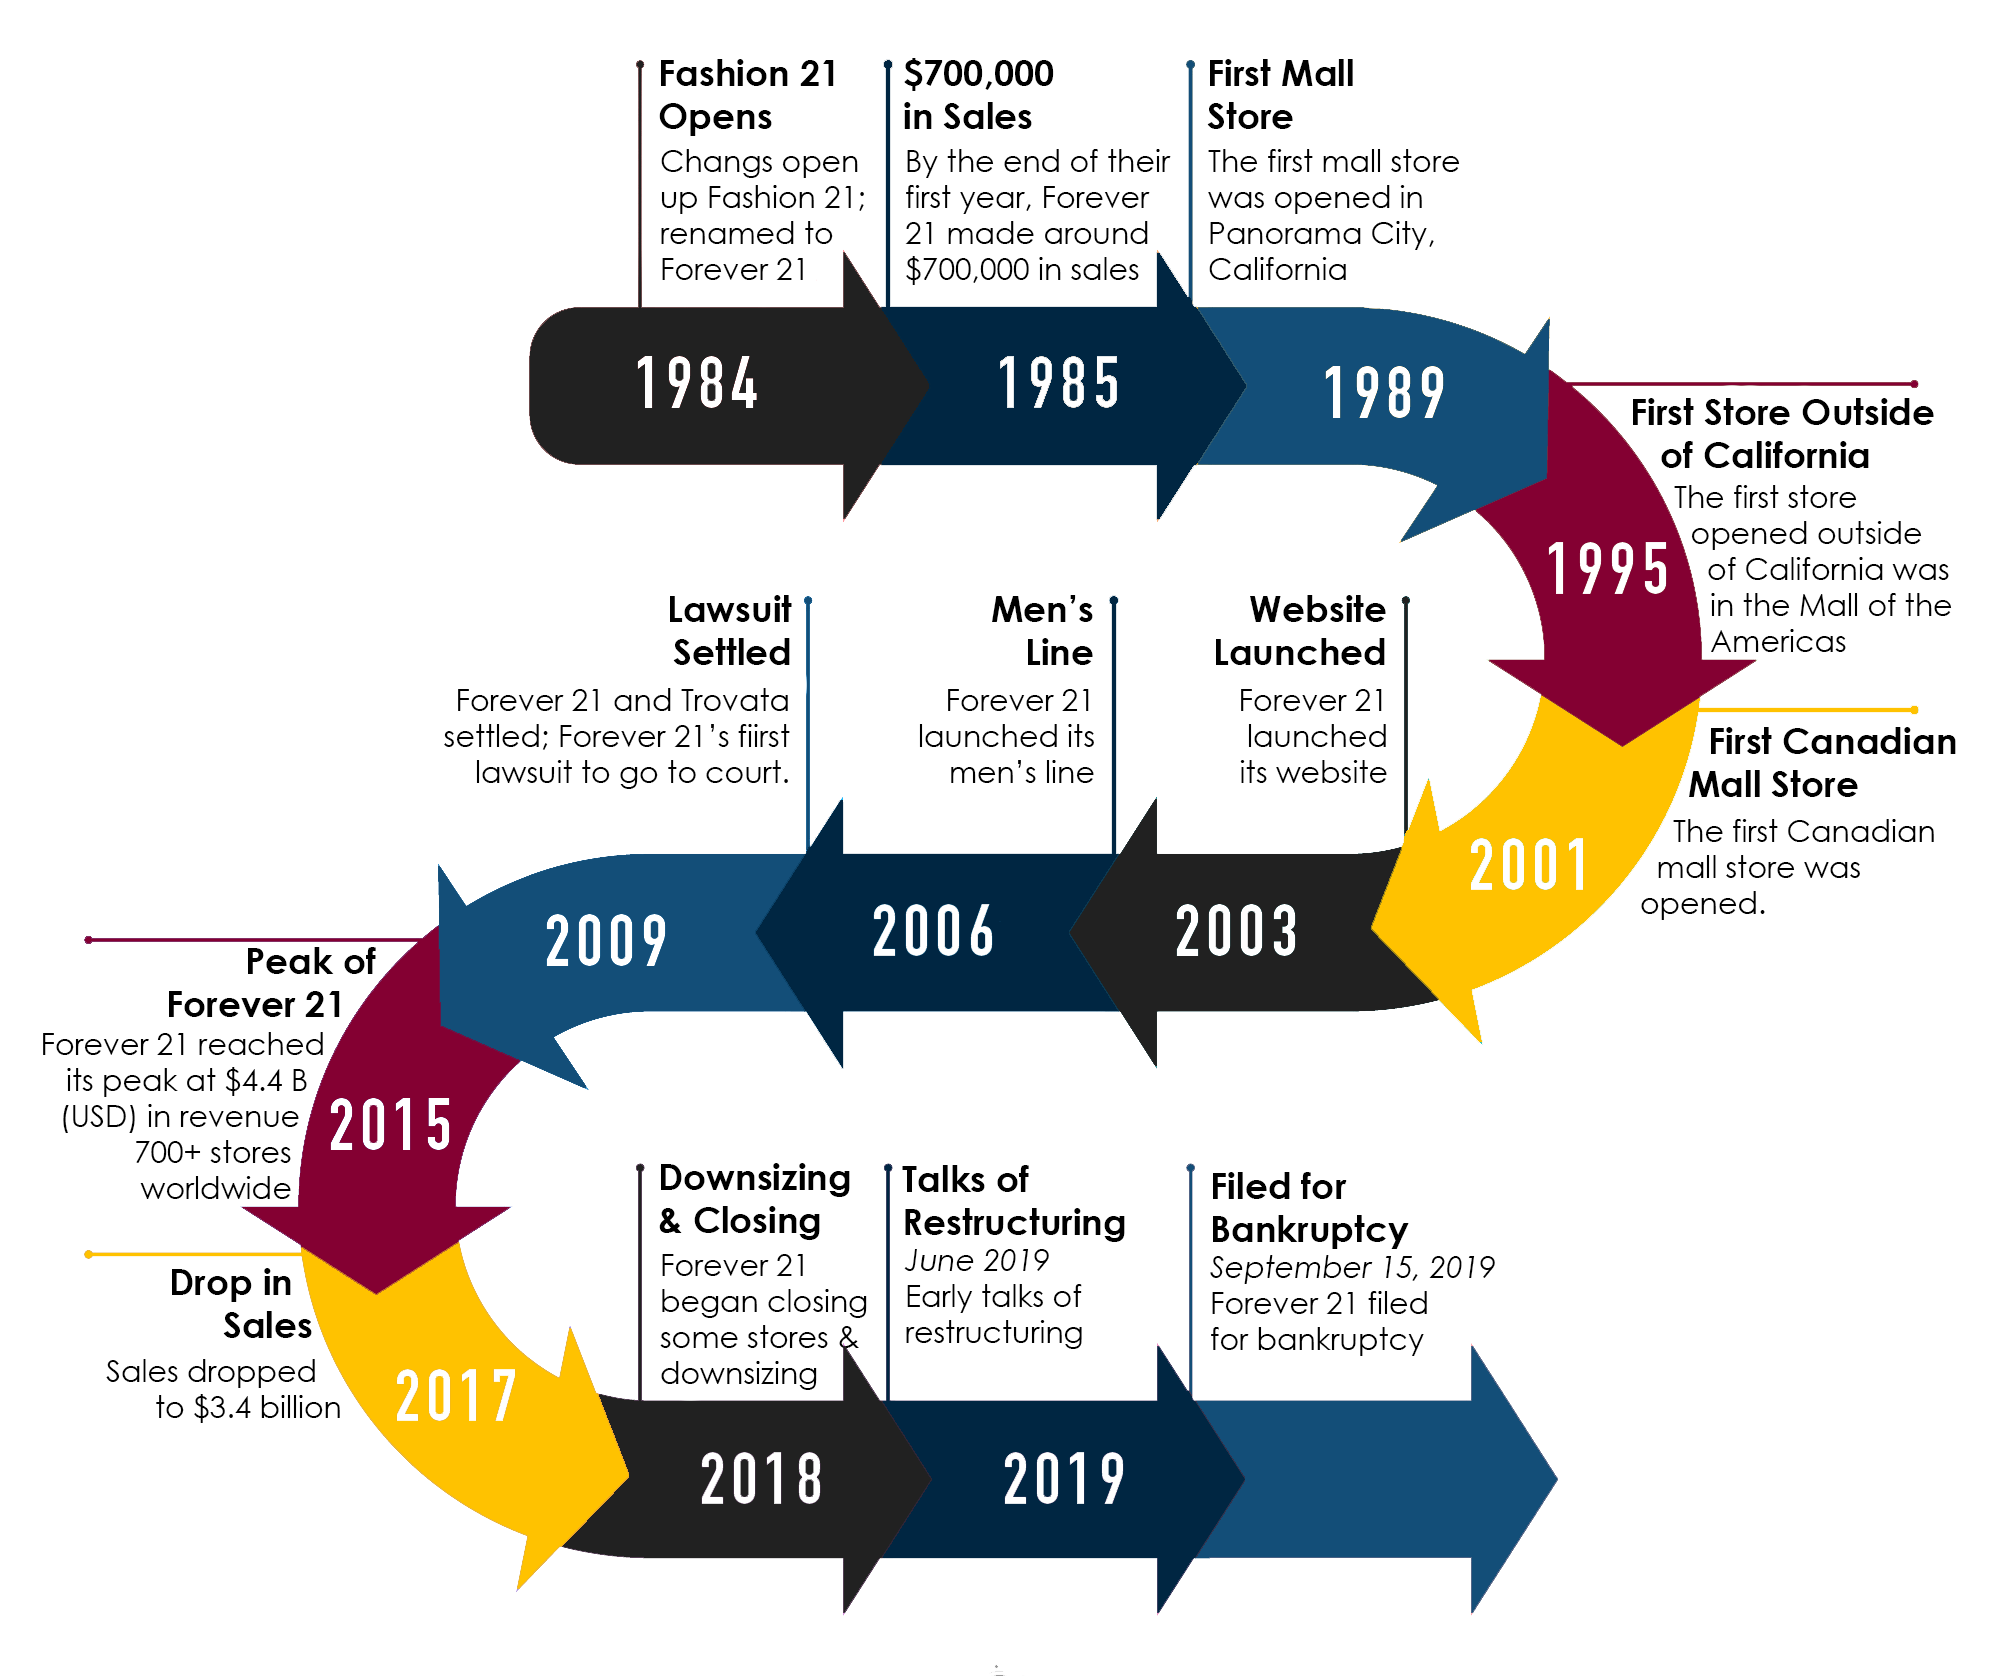 Fashion 21
Opens
Changs open
up Fashion 21;
renamed to
Forever 21
1984
$700,000
in Sales
By the end of their
first year, Forever
21 made around
$700,000 in sales
1985
First Mall
Store
The first mall store
was opened in
Panorama City,
California
1989
First Store Outside
of California
The first store
opened outside
of California was
in the Mall of the
Americas
1995
First Canadian
Mall Store
The first Canadian
mall store was
opened.
2001
Website
Launched
Forever 21
launched
its website
2003
Men’s
Line
Forever 21
launched its
men’s line
2006
Lawsuit
Settled
Forever 21 and Trovata
settled; Forever 21’s fiirst
lawsuit to go to court.
2009
Peak of
Forever 21
Forever 21 reached
its peak at $4.4 B
(USD) in revenue
700+ stores
worldwide
2015
Drop in
Sales
Sales dropped
to $3.4 billion
2017
Downsizing
& Closing
Forever 21
began closing
some stores &
downsizing
2018
Talks of
Restructuring
June 2019
Early talks of
restructuring
2019
Filed for
Bankruptcy
September 15, 2019
Forever 21 filed
for bankruptcy